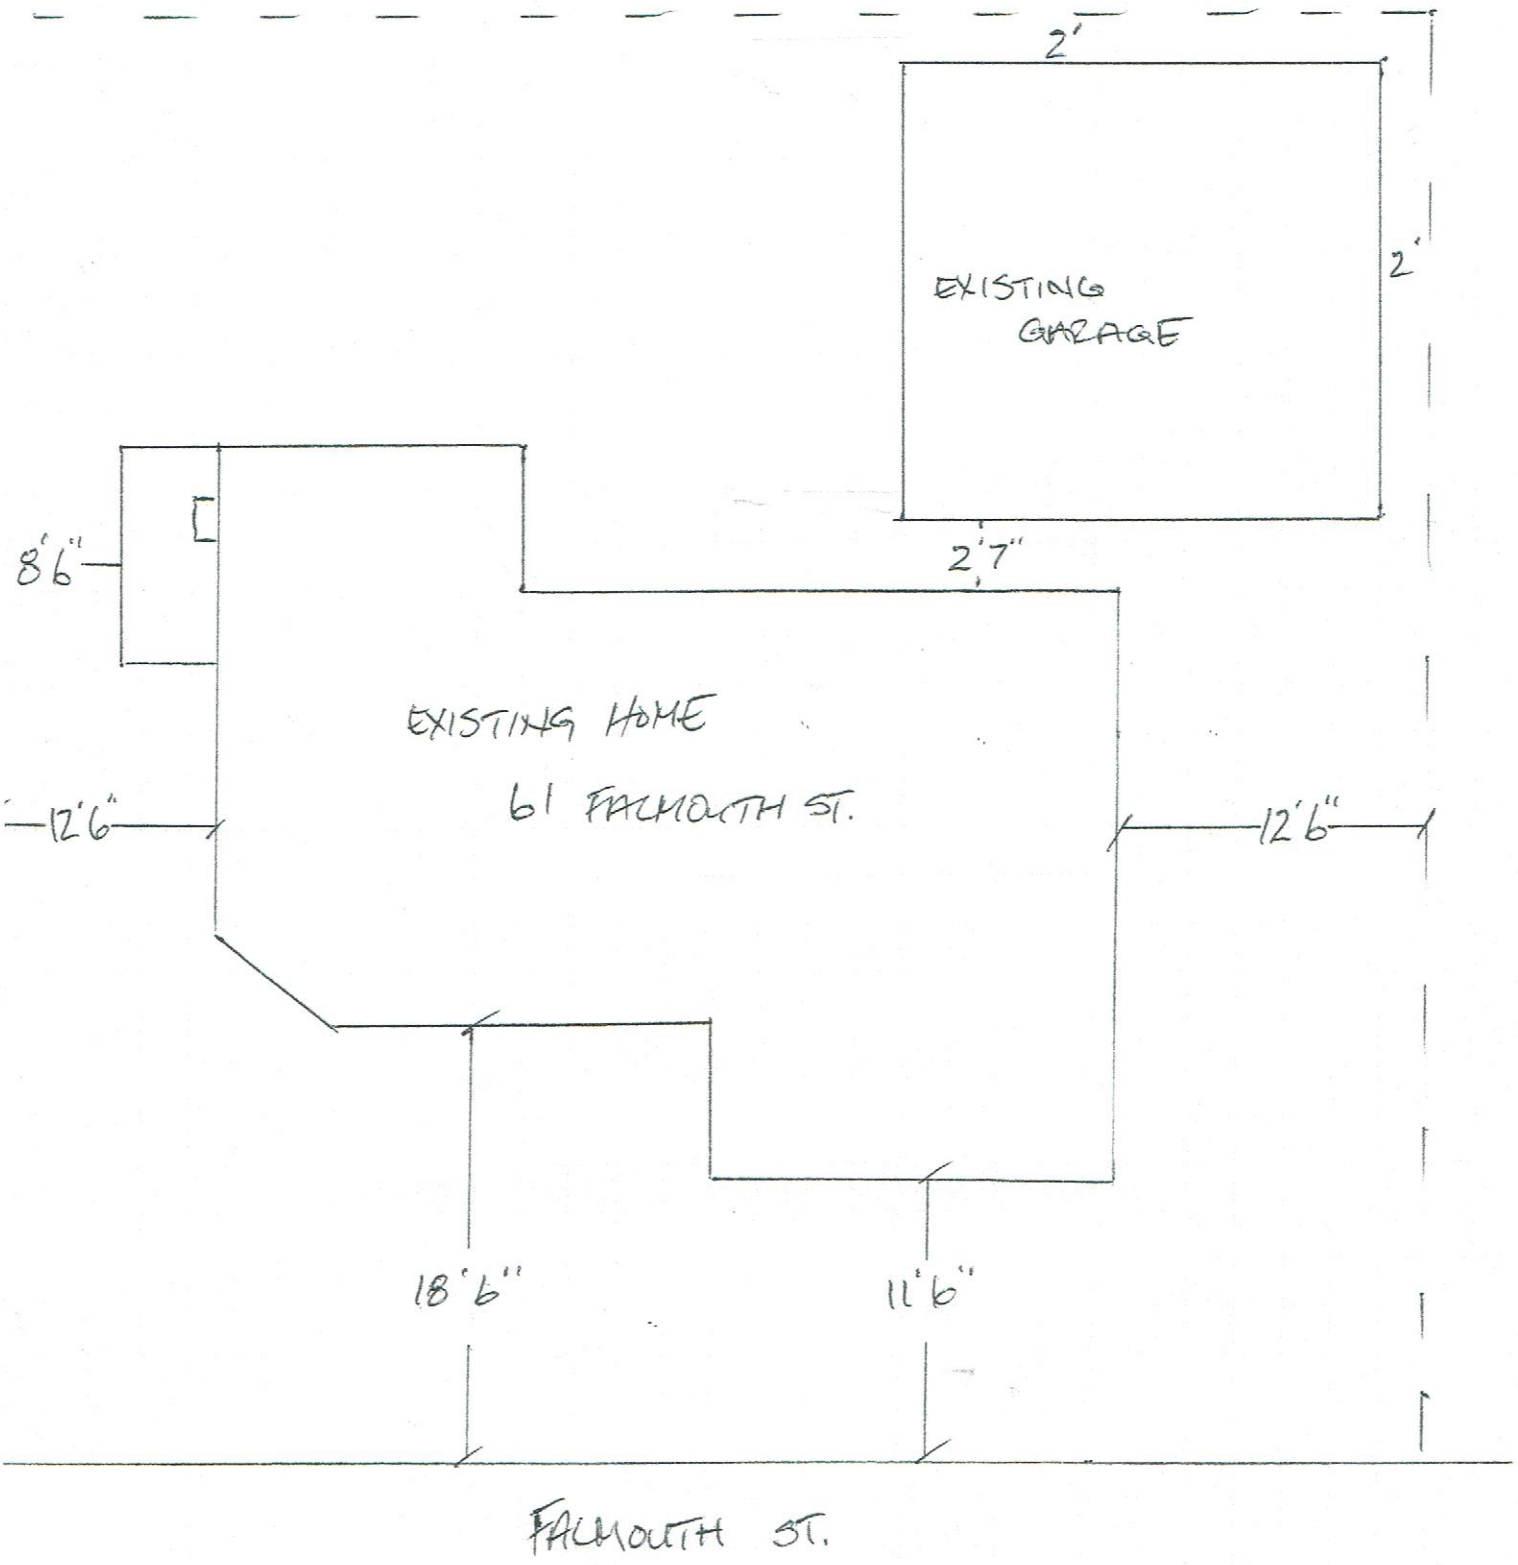 2'
2'
EXISTING
GARAGE
2'7"
8'6"
EXISTING HOME
61 FALMOUTH ST.
12'6"
12'6"
18'6"
11'6"
FALMOUTH ST.